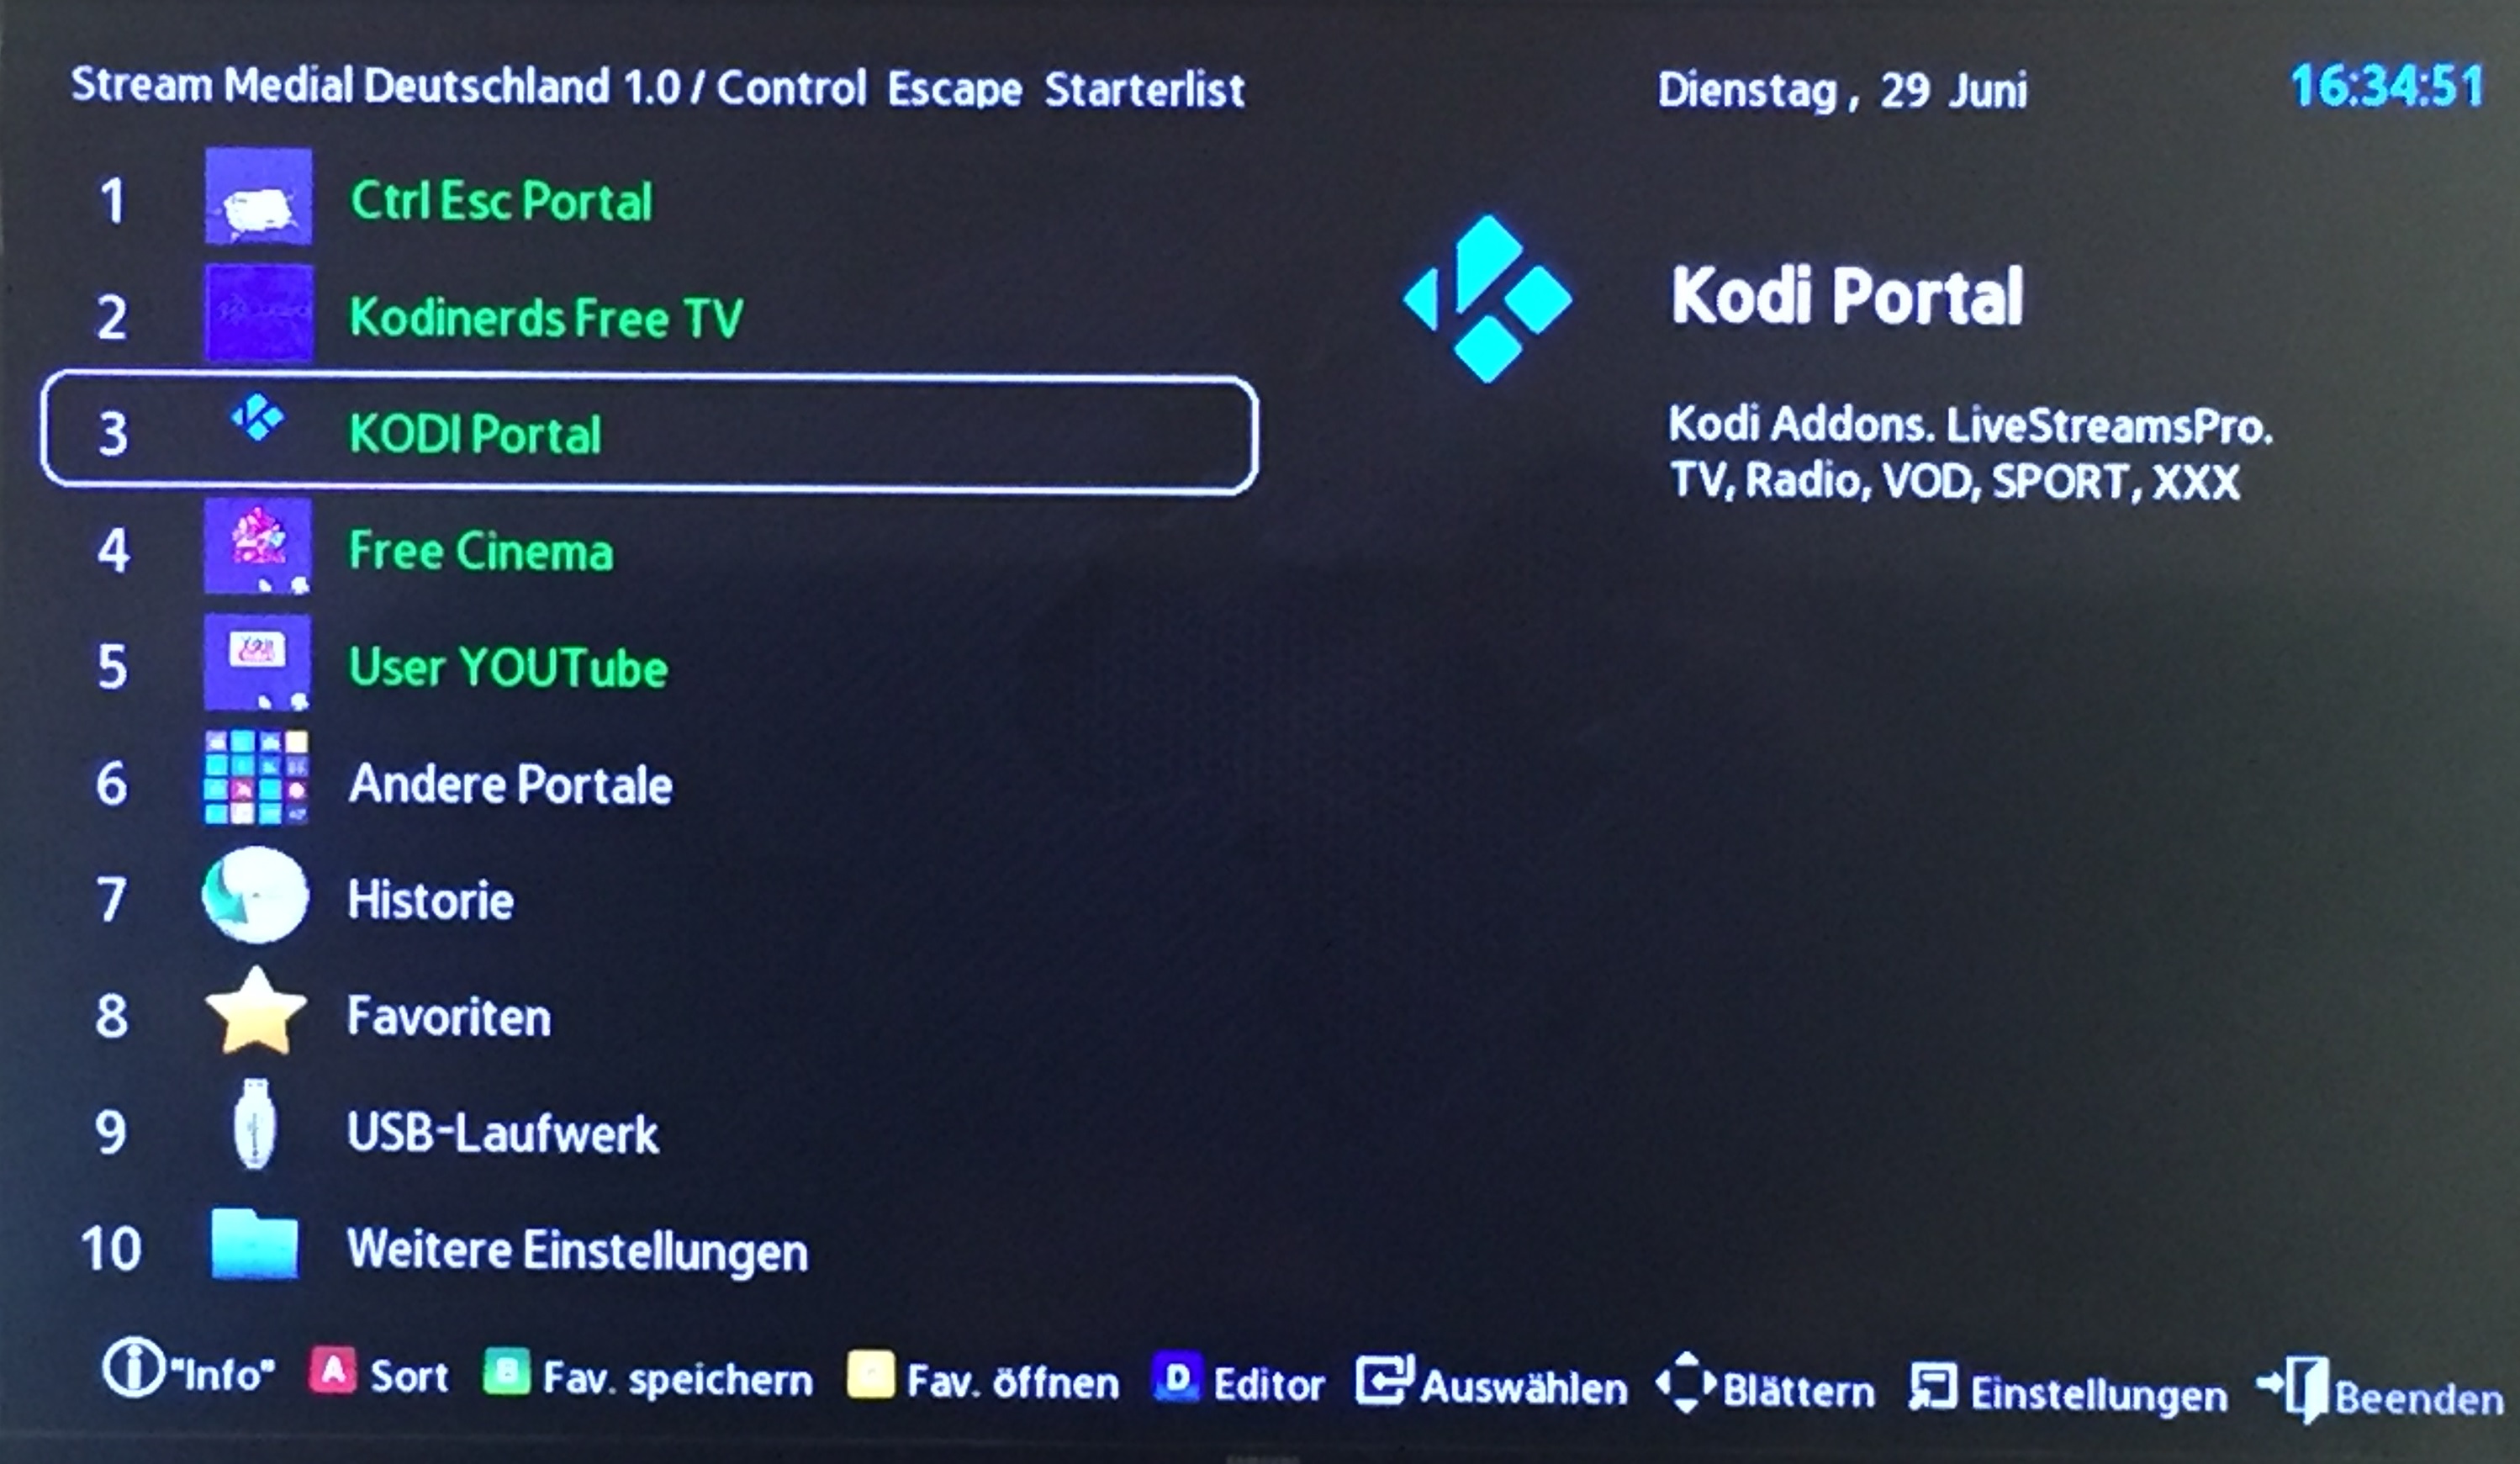 Stream Medial Deutschland 1.0 / Control Escape Starterlist
Dienstag, 29 Juni
16:34:51
1 Ctrl Esc Portal
2 Kodinerds Free TV
3 KODI Portal
4 Free Cinema
5 User YOUTube
6 Andere Portale
7 Historie
8 Favoriten
9 USB-Laufwerk
10 Weitere Einstellungen
Kodi Portal
Kodi Addons. LiveStreamsPro.
TV, Radio, VOD, SPORT, XXX
"Info" A Sort B Fav. speichern Fav. öffnen D Editor Auswählen Blättern Einstellungen Beenden